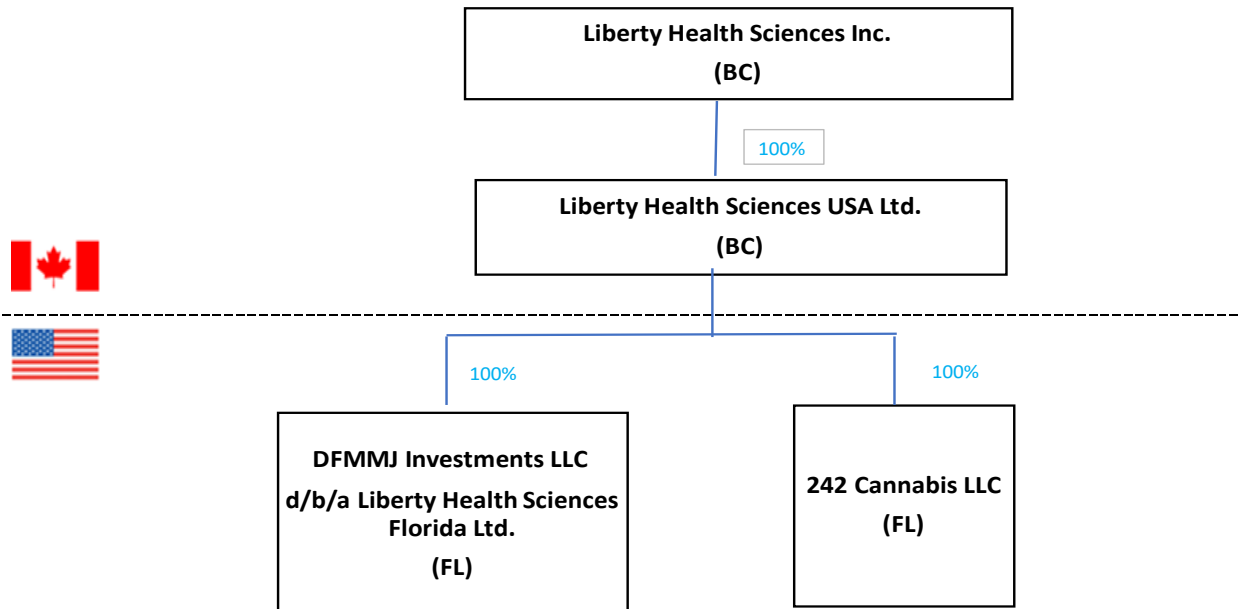 Liberty Health Sciences Inc.
(BC)
100%
Liberty Health Sciences USA Ltd.
(BC)
100%
100%
DFMMJ Investments LLC
d/b/a Liberty Health Sciences
Florida Ltd.
(FL)
242 Cannabis LLC
(FL)